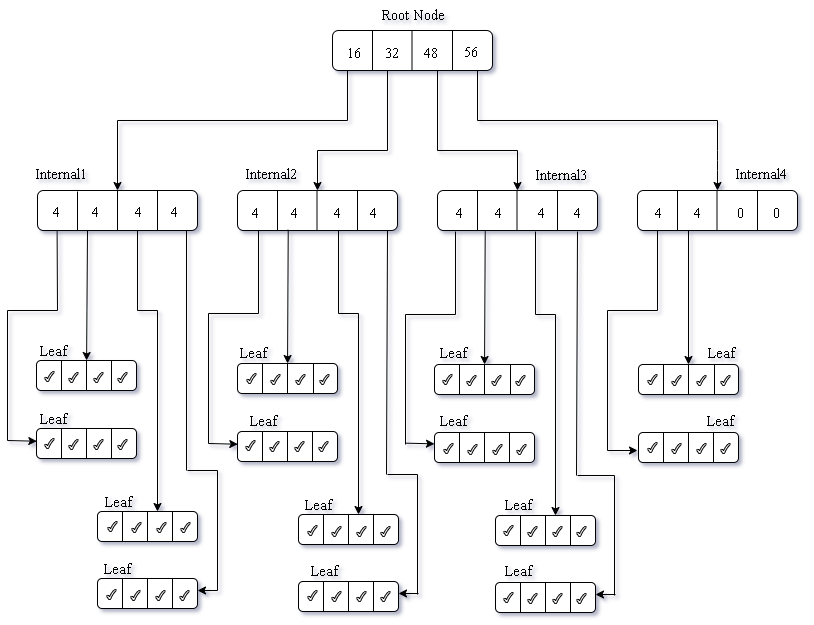 Root Node
16 32 48 56
Internal1 Internal2 Internal3 Internal4
4 4 4 4 4 4 4 4 4 4 4 4 4 4 0 0
Leaf Leaf Leaf Leaf
✓ ✓ ✓ ✓ ✓ ✓ ✓ ✓ ✓ ✓ ✓ ✓ ✓ ✓ ✓ ✓
Leaf Leaf Leaf Leaf
✓ ✓ ✓ ✓ ✓ ✓ ✓ ✓ ✓ ✓ ✓ ✓ ✓ ✓ ✓ ✓
Leaf Leaf Leaf
✓ ✓ ✓ ✓ ✓ ✓ ✓ ✓ ✓ ✓ ✓ ✓
Leaf Leaf Leaf
✓ ✓ ✓ ✓ ✓ ✓ ✓ ✓ ✓ ✓ ✓ ✓